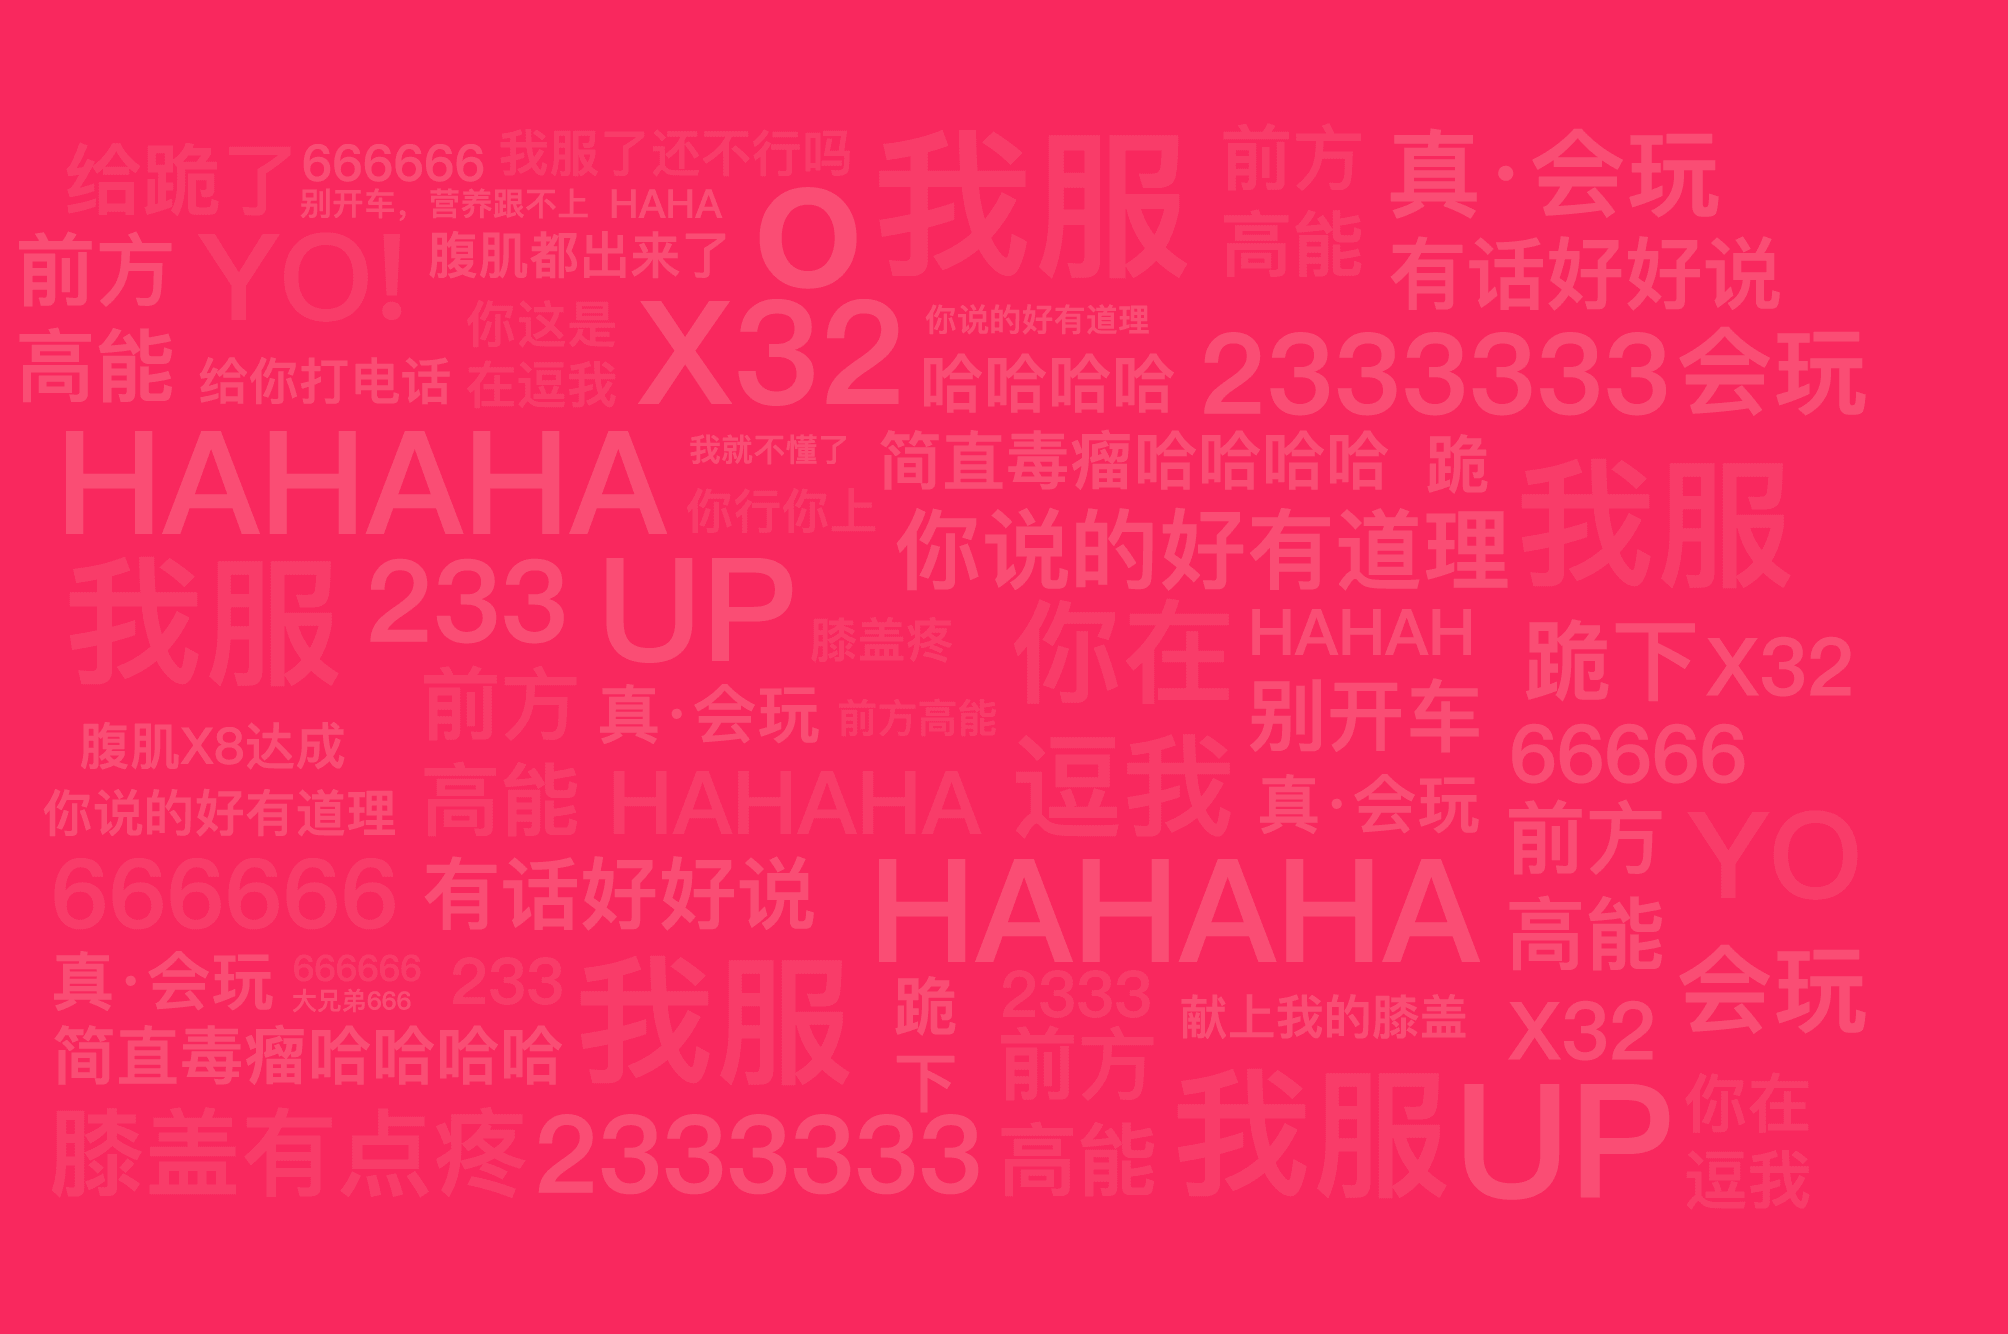 给跪了
666666
我服了还不行吗
别开车，营养跟不上 HAHA
O
我服
前方
高能
真·会玩
有话好好说
前方
高能
YO!
腹肌都出来了
给你打电话
你这是
在逗我
X32
你说的好有道理
哈哈哈哈
2333333
会玩
HAHAHA
我就不懂了
你行你上
简直毒瘤哈哈哈哈
跪
你说的好有道理
我服
我服
233
UP
膝盖疼
你在
逗我
HAHAH
别开车
真·会玩
跪下
X32
66666
前方
高能
真·会玩
前方高能
HAHAHA
腹肌X8达成
你说的好有道理
666666
有话好好说
HAHAHA
前方
高能
YO
会玩
真·会玩
666666
大兄弟666
233
我服
跪
下
2333
前方
高能
献上我的膝盖
X32
简直毒瘤哈哈哈哈
膝盖有点疼
2333333
我服
UP
你在
逗我